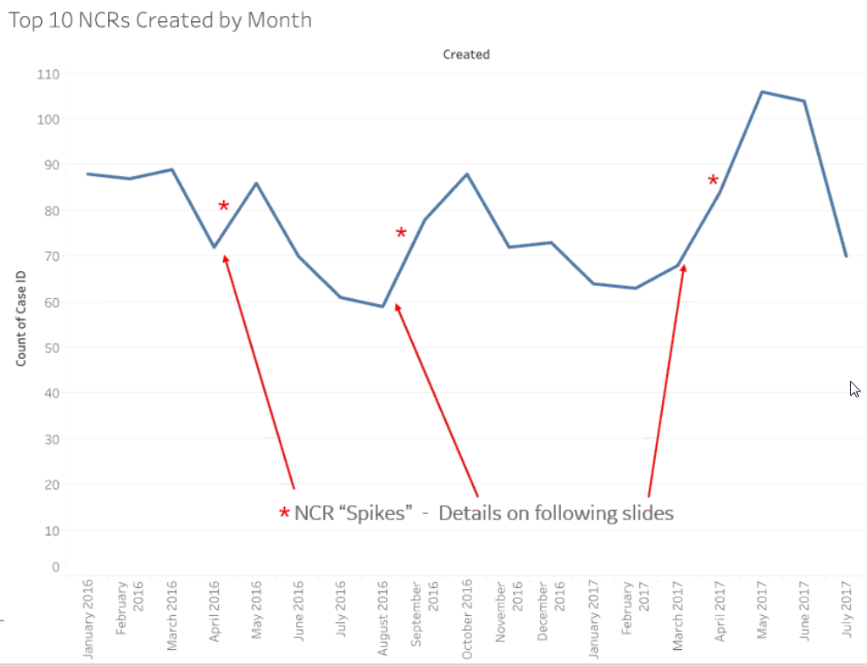 Top 10 NCRs Created by Month
Created
110
100
90
80
70
60
50
40
30
20
10
0
Count of Case ID
*
*
*
* NCR “Spikes” - Details on following slides
January 2016
February
2016
March 2016
April 2016
May 2016
June 2016
July 2016
August 2016
September
2016
October 2016
November
2016
December
2016
January 2017
February
2017
March 2017
April 2017
May 2017
June 2017
July 2017